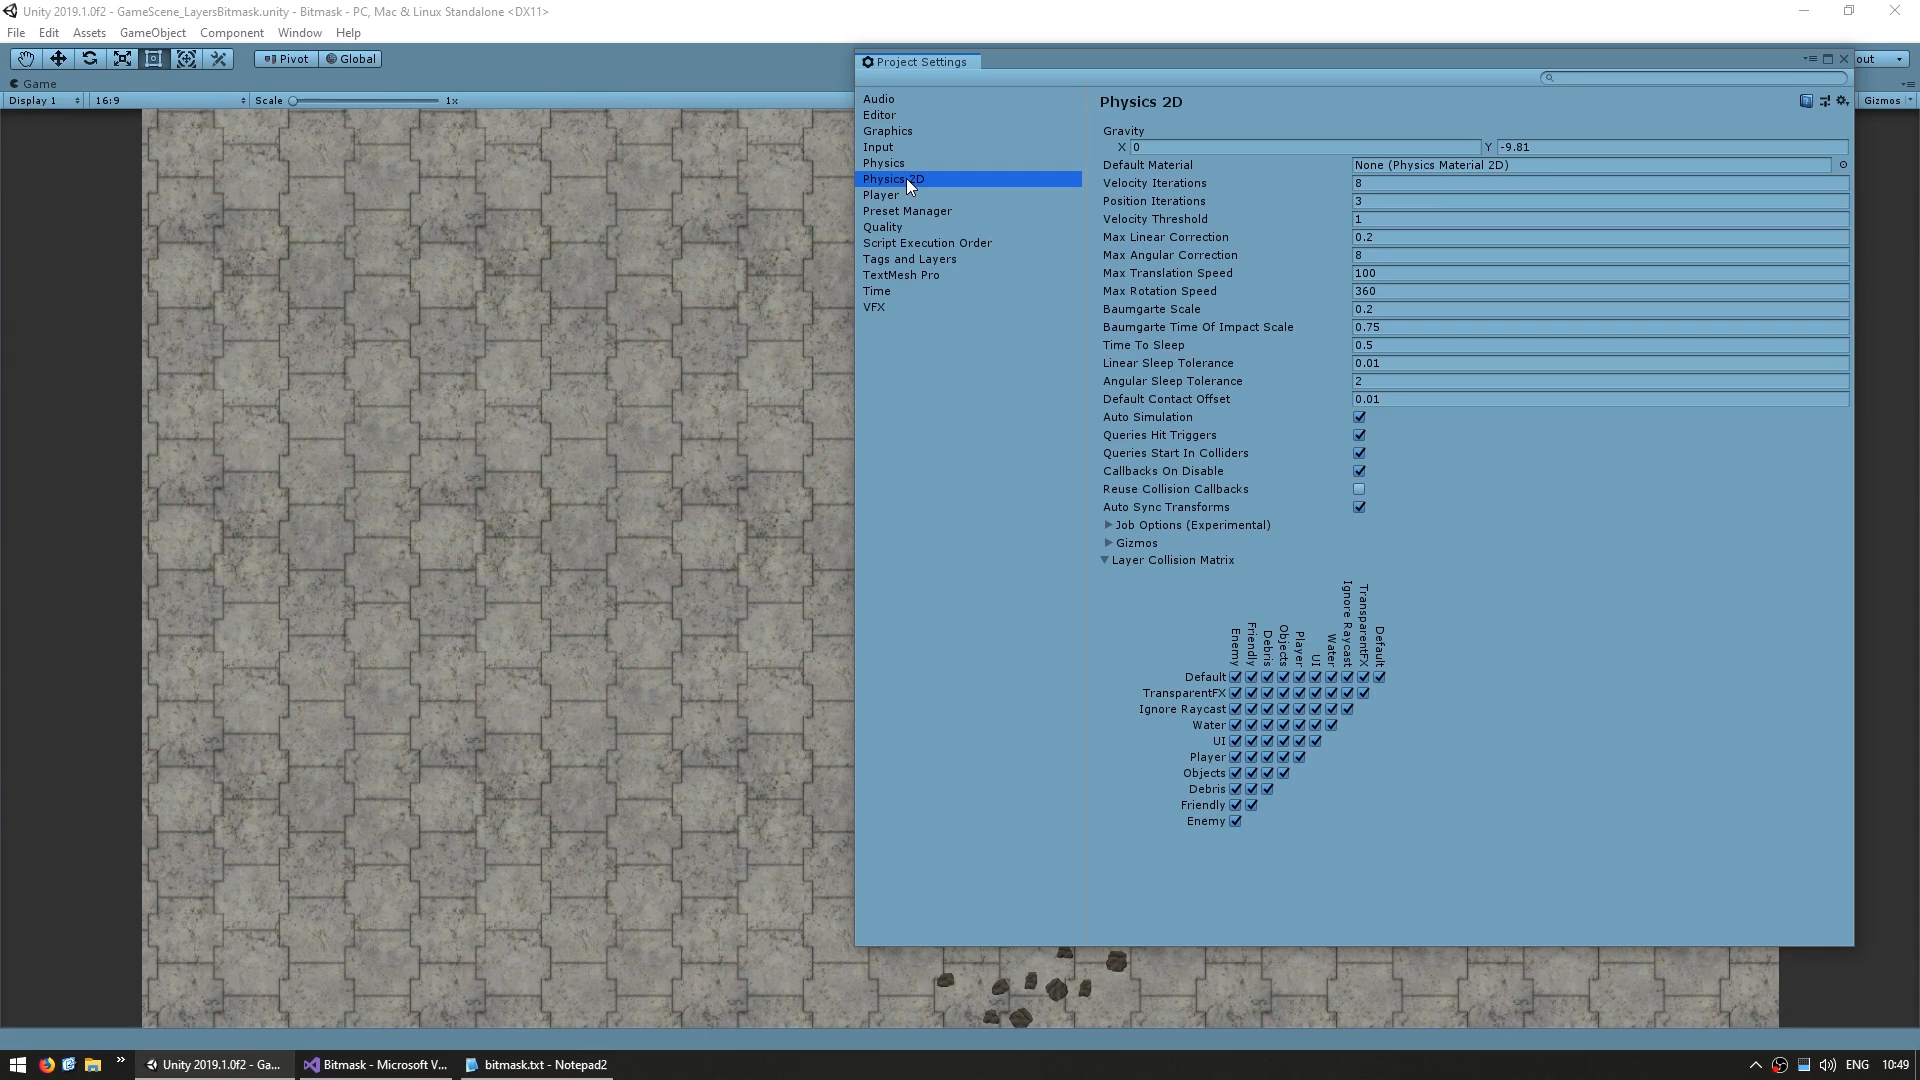 Unity 2019.1.0f2 - GameScene_LayersBitmask.unity - Bitmask - PC, Mac & Linux Standalone <DX11>
File Edit Assets GameObject Component Window Help
Pivot Global
out
Game
Display 1 16:9 Scale 1x
Gizmos
Project Settings
Audio
Editor
Graphics
Input
Physics
Physics 2D
Player
Preset Manager
Quality
Script Execution Order
Tags and Layers
TextMesh Pro
Time
VFX
Physics 2D
Gravity
X 0 Y -9.81
Default Material None (Physics Material 2D)
Velocity Iterations 8
Position Iterations 3
Velocity Threshold 1
Max Linear Correction 0.2
Max Angular Correction 8
Max Translation Speed 100
Max Rotation Speed 360
Baumgarte Scale 0.2
Baumgarte Time Of Impact Scale 0.75
Time To Sleep 0.5
Linear Sleep Tolerance 0.01
Angular Sleep Tolerance 2
Default Contact Offset 0.01
Auto Simulation
Queries Hit Triggers
Queries Start In Colliders
Callbacks On Disable
Reuse Collision Callbacks
Auto Sync Transforms
Job Options (Experimental)
Gizmos
Layer Collision Matrix
Enemy
Friendly
Debris
Objects
Player
UI
Water
Ignore Raycast
TransparentFX
Default
Default
TransparentFX
Ignore Raycast
Water
UI
Player
Objects
Debris
Friendly
Enemy
Unity 2019.1.0f2 - Ga... Bitmask - Microsoft V... bitmask.txt - Notepad2 ENG 10:49